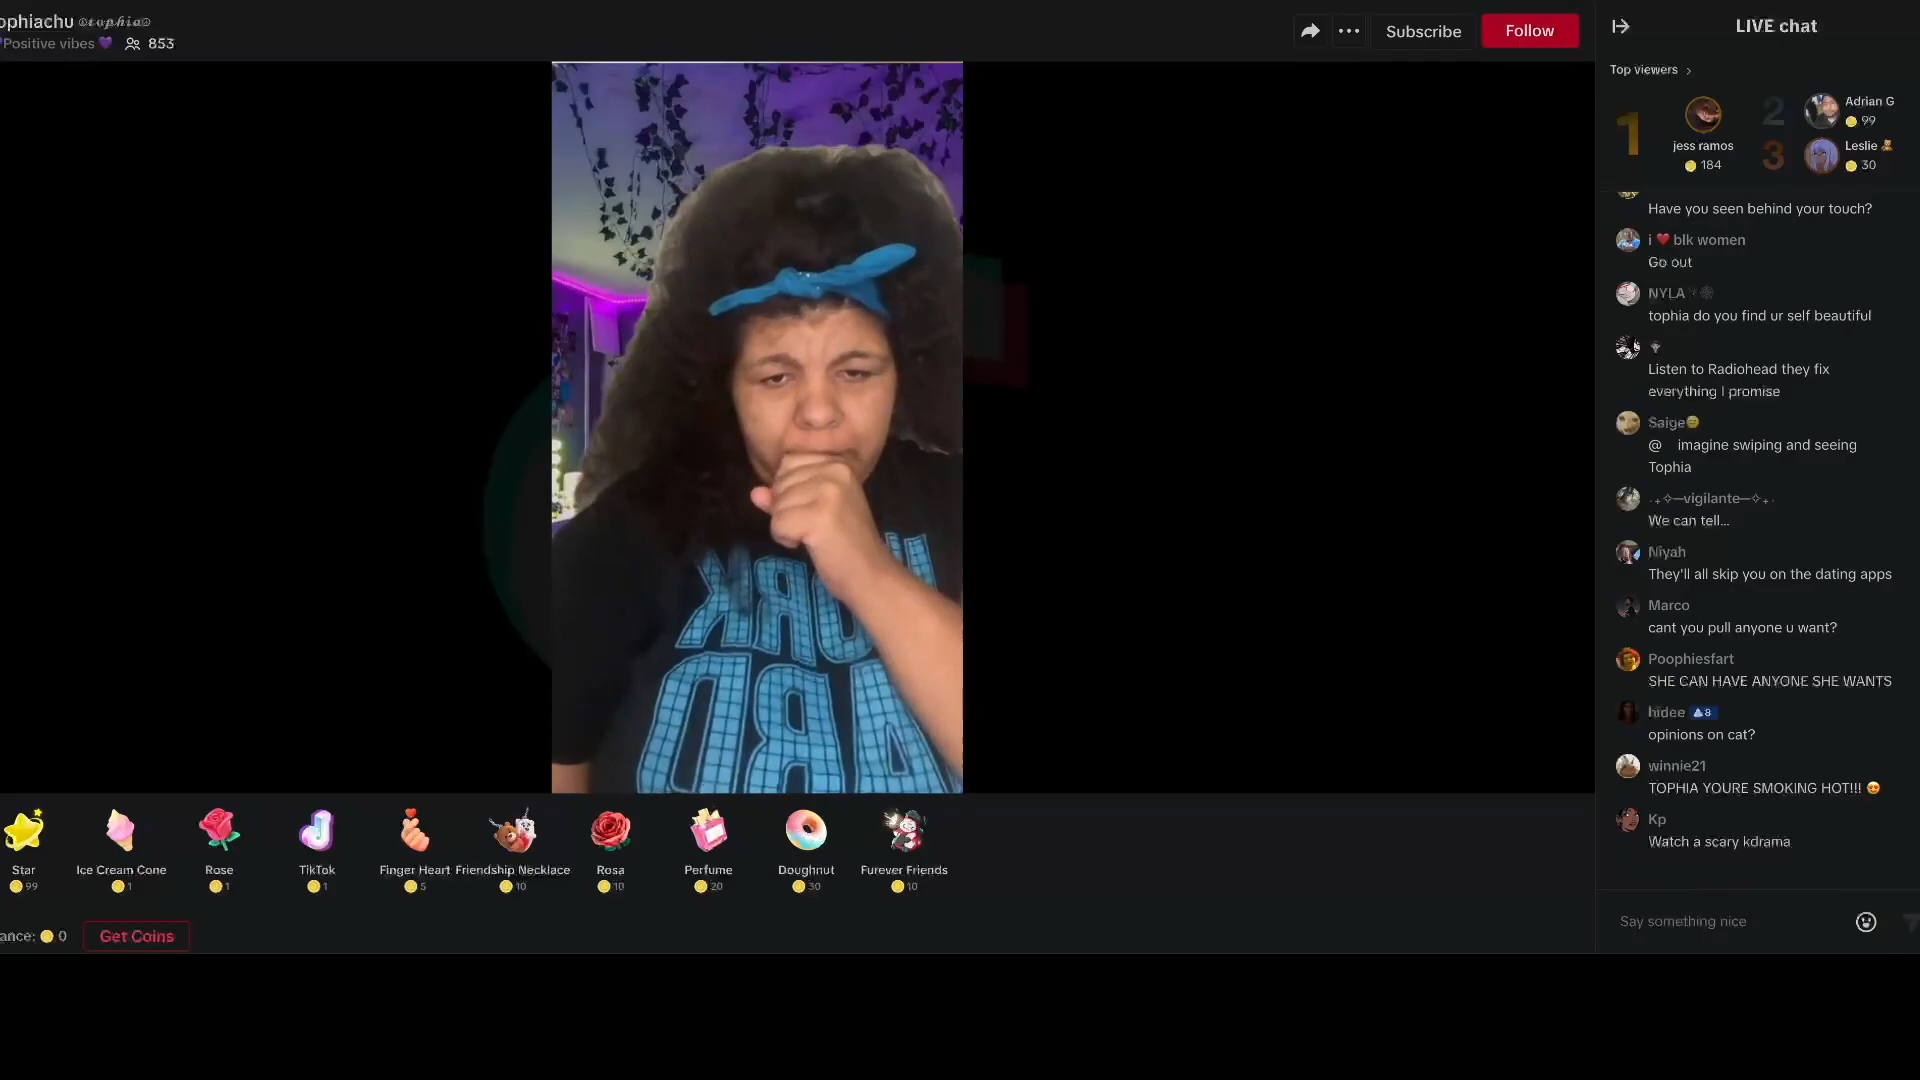 ophiachu @tophia
Positive vibes 💜 853
Subscribe
Follow
LIVE chat
Top viewers >
1
jess ramos
184
2
Adrian G
99
3
Leslie
30
Have you seen behind your touch?
i ❤️ blk women
Go out
NYLA
tophia do you find ur self beautiful
Listen to Radiohead they fix
everything I promise
Saige
@ imagine swiping and seeing
Tophia
vigilante
We can tell...
Niyah
They'll all skip you on the dating apps
Marco
cant you pull anyone u want?
Poophiesfart
SHE CAN HAVE ANYONE SHE WANTS
8
opinions on cat?
winnie21
TOPHIA YOURE SMOKING HOT!!! 😍
Kp
Watch a scary kdrama
Say something nice
Star
99
Ice Cream Cone
1
Rose
1
TikTok
1
Finger Heart
5
Friendship Necklace
10
Rosa
10
Perfume
20
Doughnut
30
Furever Friends
10
ance: 0
Get Coins